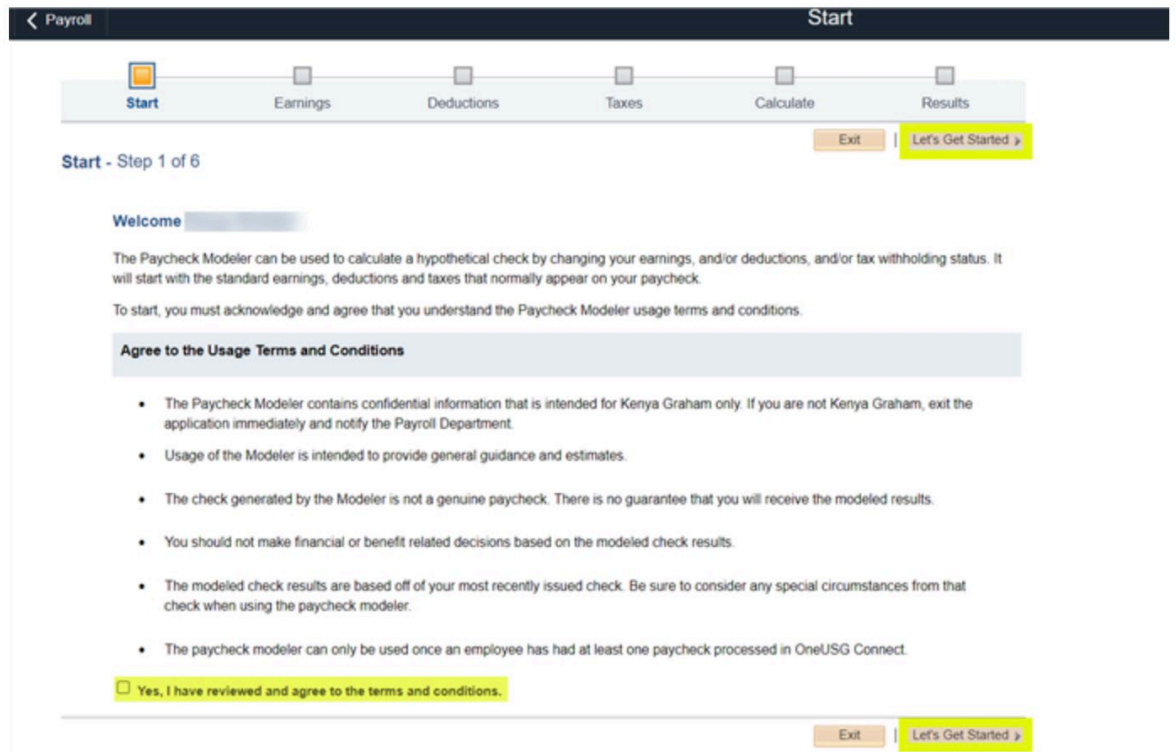 Payroll
Start
Start Earnings Deductions Taxes Calculate Results
Exit | Let's Get Started
Start - Step 1 of 6
Welcome
The Paycheck Modeler can be used to calculate a hypothetical check by changing your earnings, and/or deductions, and/or tax withholding status. It
will start with the standard earnings, deductions and taxes that normally appear on your paycheck.
To start, you must acknowledge and agree that you understand the Paycheck Modeler usage terms and conditions.
Agree to the Usage Terms and Conditions
• The Paycheck Modeler contains confidential information that is intended for Kenya Graham only. If you are not Kenya Graham, exit the
application immediately and notify the Payroll Department.
• Usage of the Modeler is intended to provide general guidance and estimates.
• The check generated by the Modeler is not a genuine paycheck. There is no guarantee that you will receive the modeled results.
• You should not make financial or benefit related decisions based on the modeled check results.
• The modeled check results are based off of your most recently issued check. Be sure to consider any special circumstances from that
check when using the paycheck modeler.
• The paycheck modeler can only be used once an employee has had at least one paycheck processed in OneUSG Connect.
Yes, I have reviewed and agree to the terms and conditions.
Exit | Let's Get Started